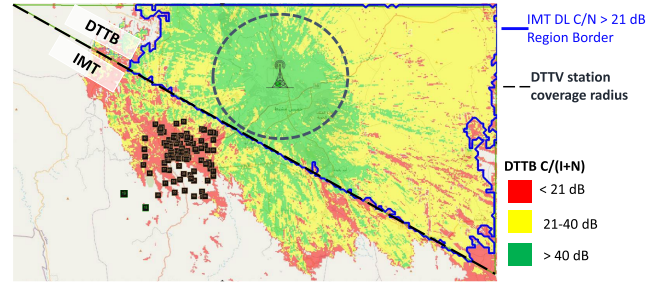 DTTB
IMT
IMT DL C/N > 21 dB
Region Border
DTTV station
coverage radius
DTTB C/(I+N)
< 21 dB
21-40 dB
> 40 dB